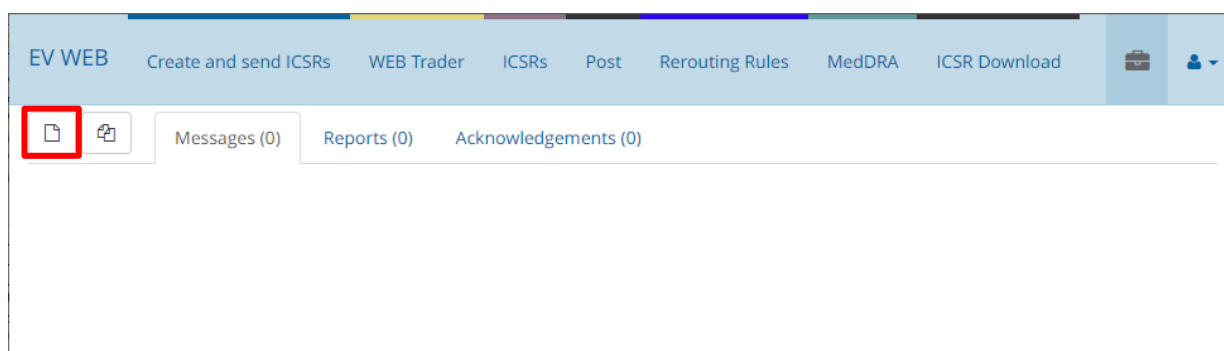 EV WEB Create and send ICSRs WEB Trader ICSRs Post Rerouting Rules MedDRA ICSR Download
Messages (0) Reports (0) Acknowledgements (0)